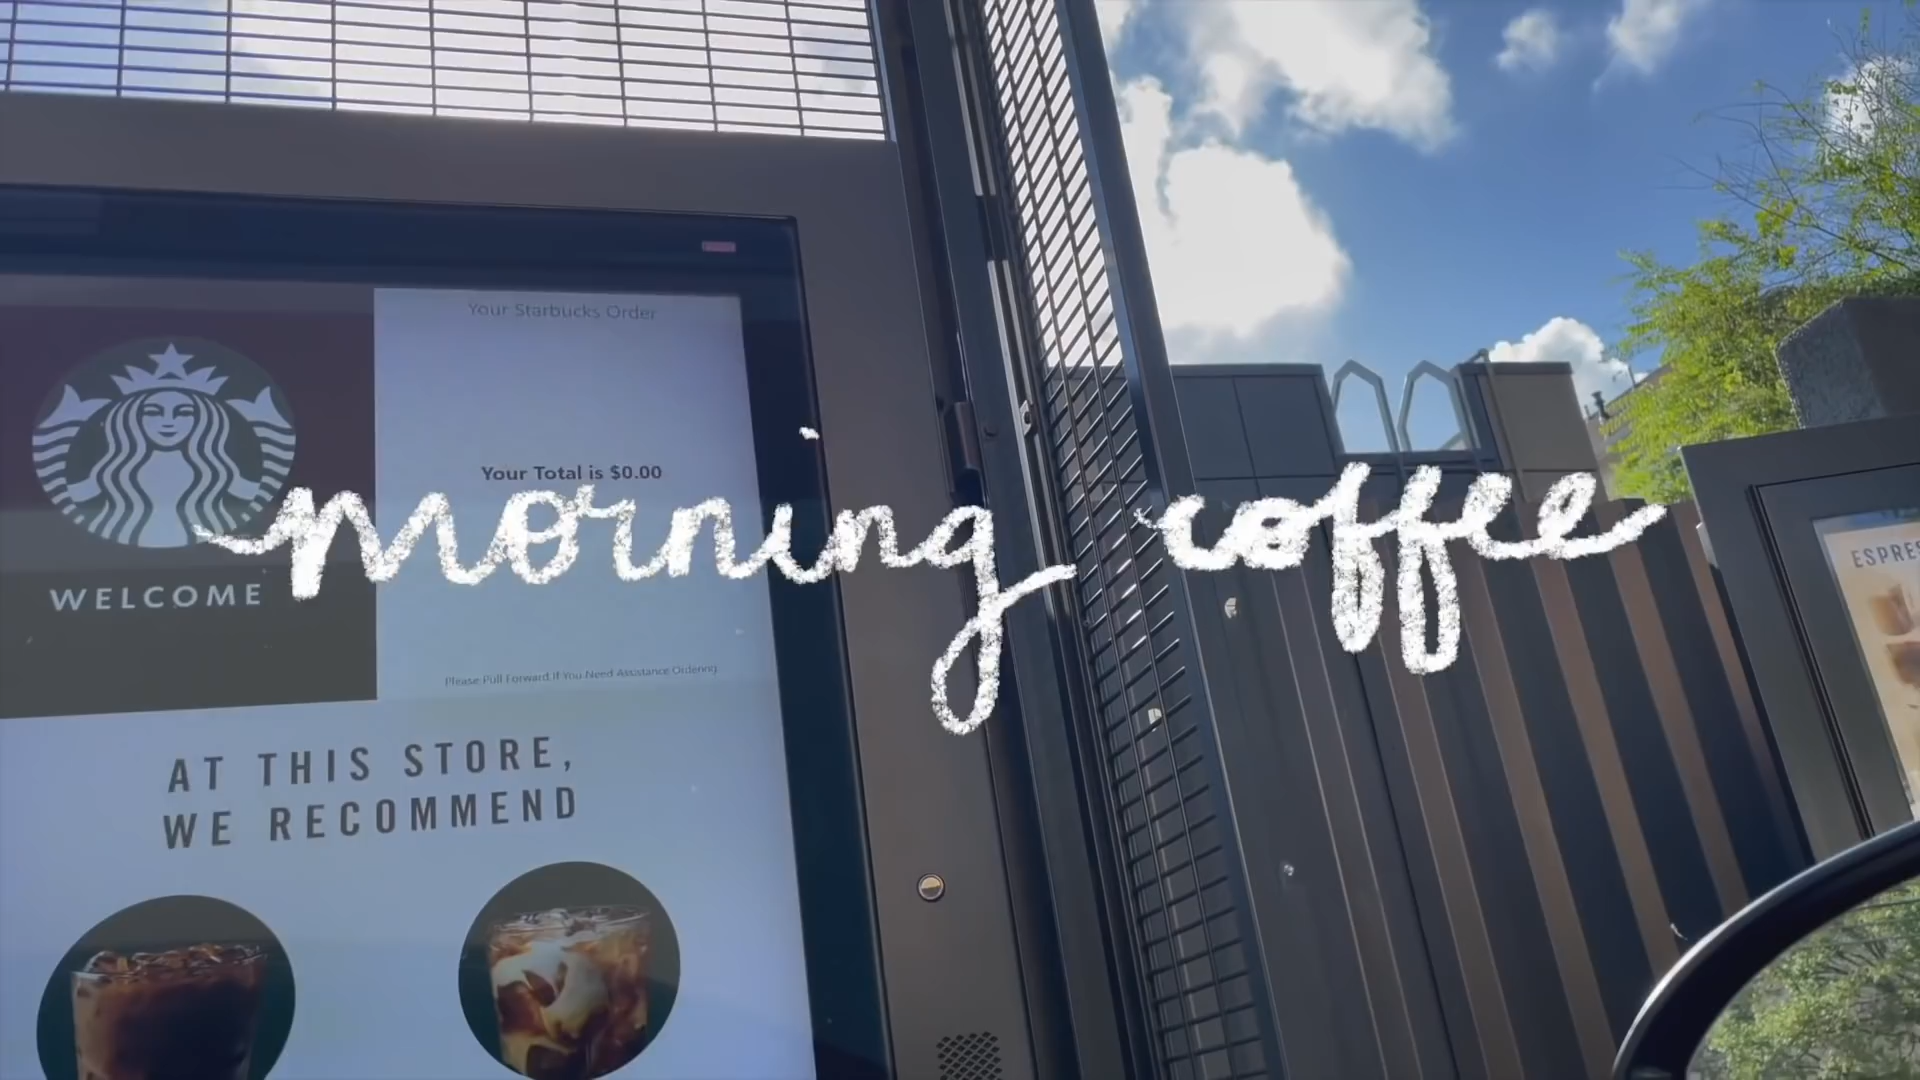 Your Starbucks Order
Your Total is $0.00
morning coffee
WELCOME
Please Pull Forward If You Need Assistance Ordering
AT THIS STORE,
WE RECOMMEND